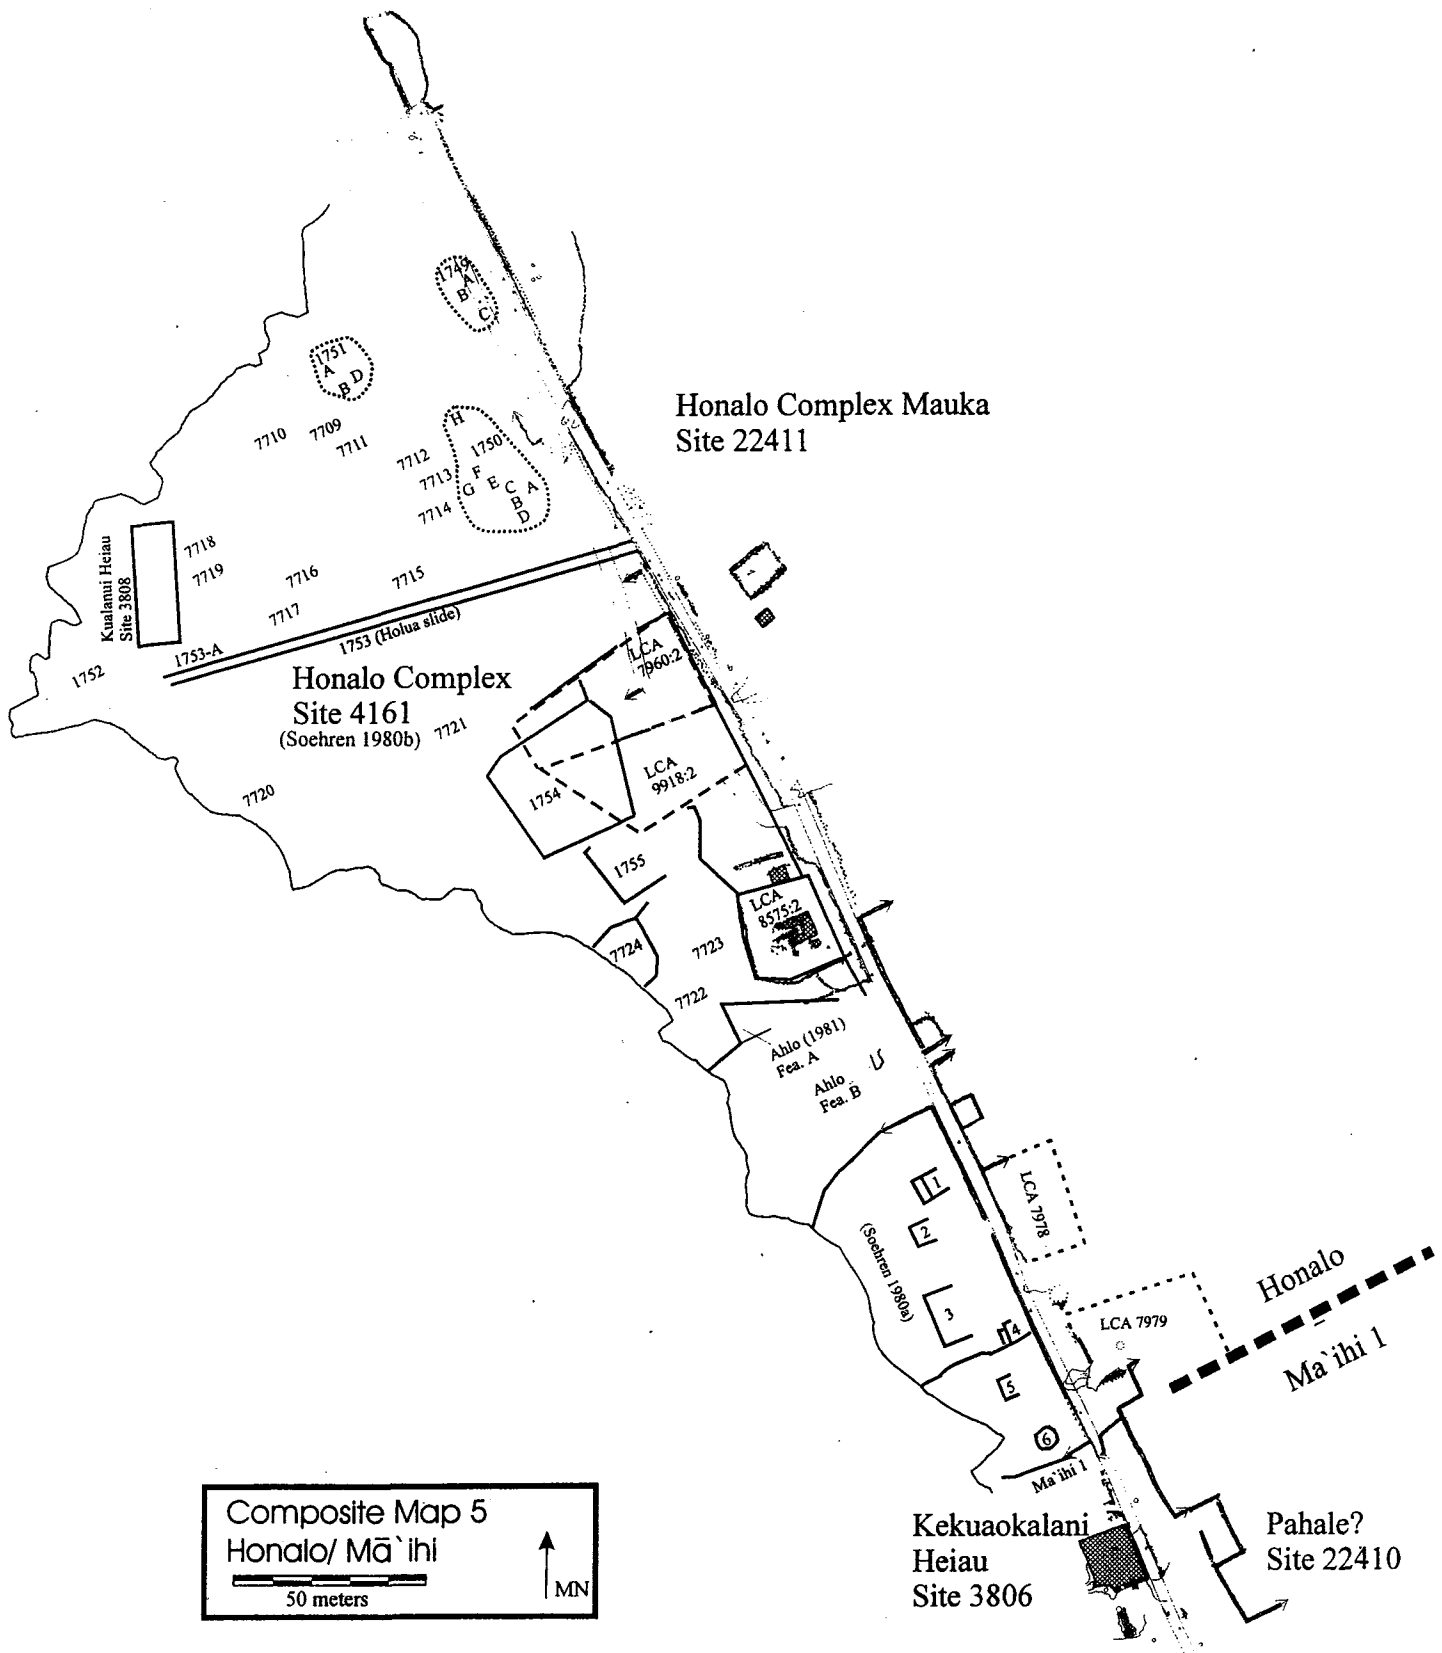 1749
A
B
C
1751
A
B D
7710
7709
7711
Honalo Complex Mauka
Site 22411
H
1750
7712
7713
7714
F
G
E
C
A
B
D
Kualanui Heiau
Site 3808
7718
7719
7716
7717
7715
1753-A
1753 (Holua slide)
1752
Honalo Complex
Site 4161
(Soehren 1980b)
7721
7720
LCA
7960:2
LCA
9918:2
1754
1755
LCA
8575:2
7724
7723
7722
Ahlo (1981)
Fea. A
Ahlo
Fea. B
1
2
(Soehren 1980a)
3
4
5
6
LCA 7978
LCA 7979
Honalo
Ma`ihi 1
Ma`ihi 1
Kekuaokalani
Heiau
Site 3806
Pahale?
Site 22410
Composite Map 5
Honalo/ Mā`ihi
50 meters
MN